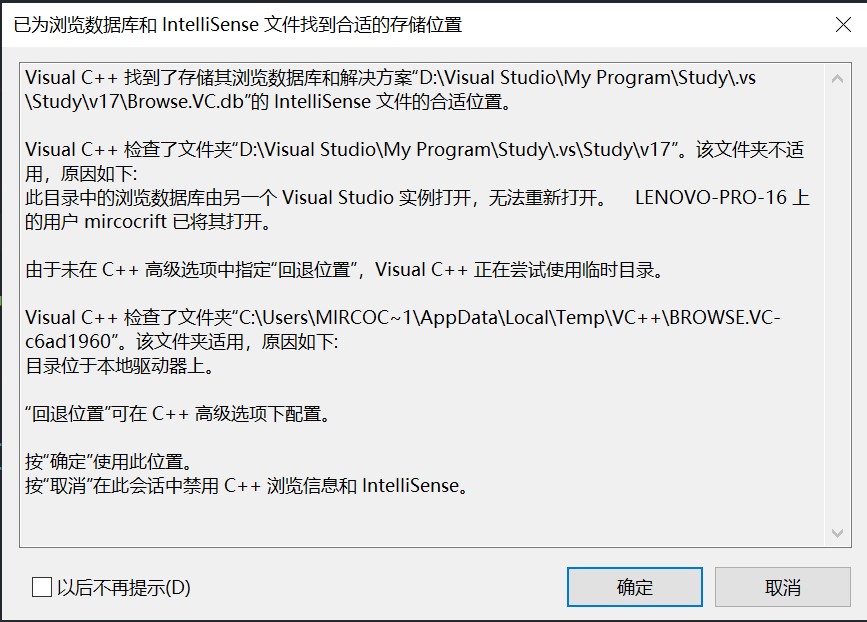 已为浏览数据库和 IntelliSense 文件找到合适的存储位置
Visual C++ 找到了存储其浏览数据库和解决方案“D:\Visual Studio\My Program\Study\.vs
\Study\v17\Browse.VC.db”的 IntelliSense 文件的合适位置。
Visual C++ 检查了文件夹“D:\Visual Studio\My Program\Study\.vs\Study\v17”。该文件夹不适
用，原因如下:
此目录中的浏览数据库由另一个 Visual Studio 实例打开，无法重新打开。 LENOVO-PRO-16 上
的用户 mircocrift 已将其打开。
由于未在 C++ 高级选项中指定“回退位置”，Visual C++ 正在尝试使用临时目录。
Visual C++ 检查了文件夹“C:\Users\MIRCOC~1\AppData\Local\Temp\VC++\BROWSE.VC-
c6ad1960”。该文件夹适用，原因如下:
目录位于本地驱动器上。
“回退位置”可在 C++ 高级选项下配置。
按“确定”使用此位置。
按“取消”在此会话中禁用 C++ 浏览信息和 IntelliSense。
以后不再提示(D)
确定
取消